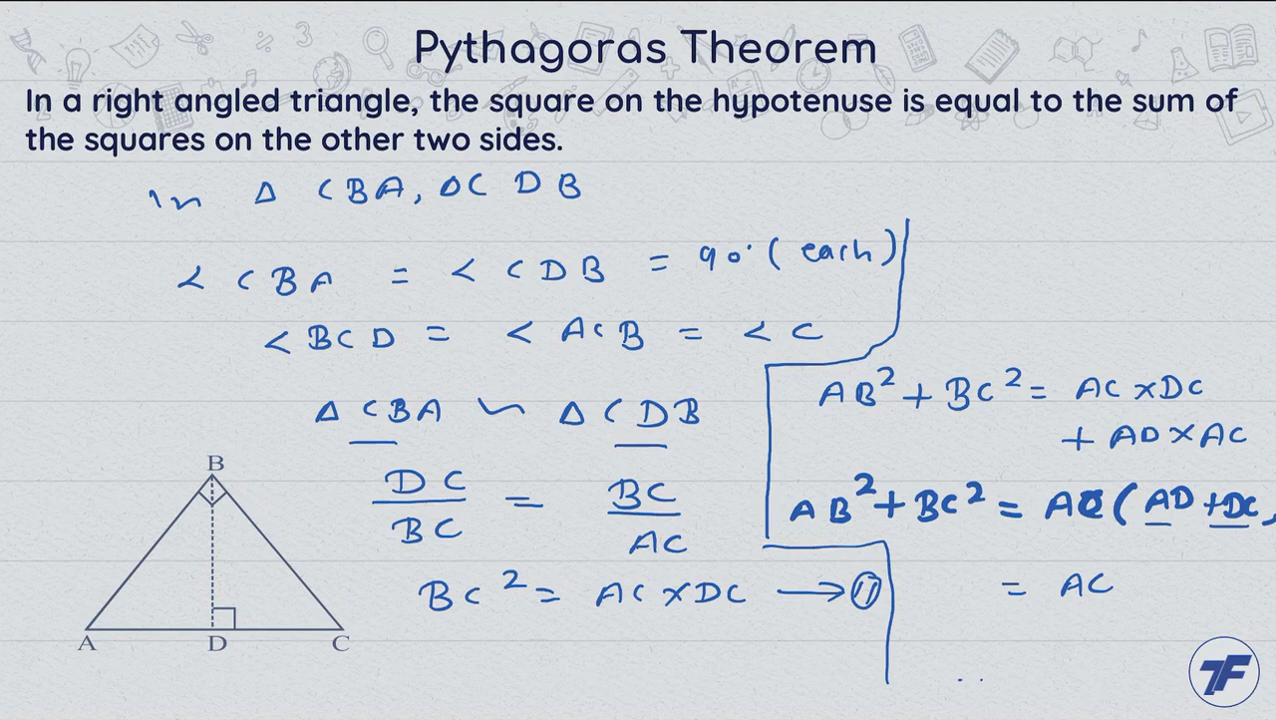 Pythagoras Theorem
In a right angled triangle, the square on the hypotenuse is equal to the sum of
the squares on the other two sides.
In Δ CBA, ΔC D B
< CBA = < CDB = 90° (each)
< BCD = < ACB = < C
Δ CBA ∽ Δ CDB
DC/BC = BC/AC
BC² = AC × DC → ⑪
AB² + BC² = AC × DC
+ AD × AC
AB² + BC² = AC (AD + DC)
= AC
B
A
D
C
7F